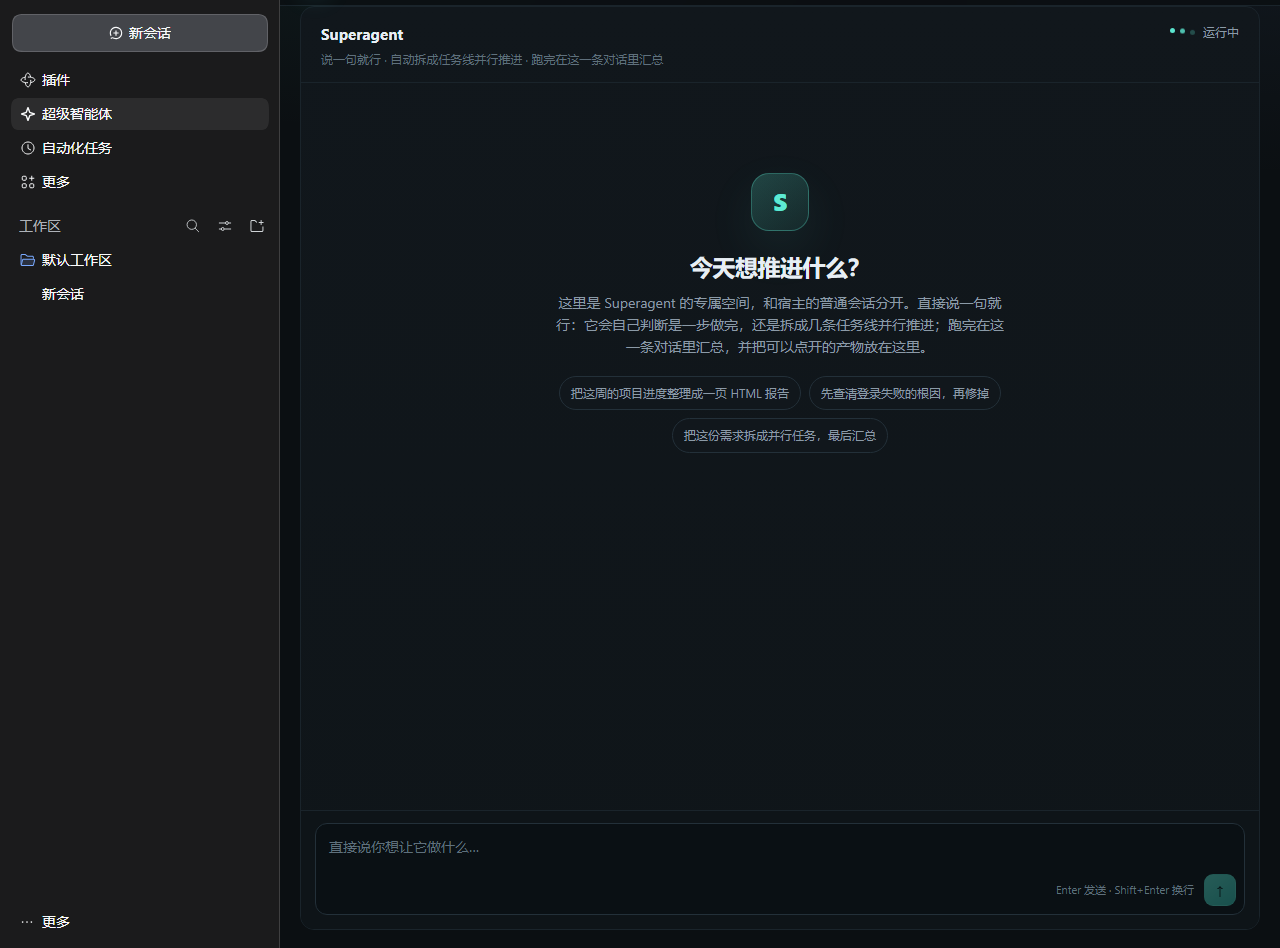 新会话
插件
超级智能体
自动化任务
更多
工作区
默认工作区
新会话
更多
Superagent
运行中
说一句就行 · 自动拆成任务线并行推进 · 跑完在这一条对话里汇总
S
今天想推进什么?
这里是 Superagent 的专属空间，和宿主的普通会话分开。直接说一句就
行：它会自己判断是一步做完，还是拆成几条任务线并行推进；跑完在这
一条对话里汇总，并把可以点开的产物放在这里。
把这周的项目进度整理成一页 HTML 报告
先查清登录失败的根因，再修掉
把这份需求拆成并行任务，最后汇总
直接说你想让它做什么...
Enter 发送 · Shift+Enter 换行